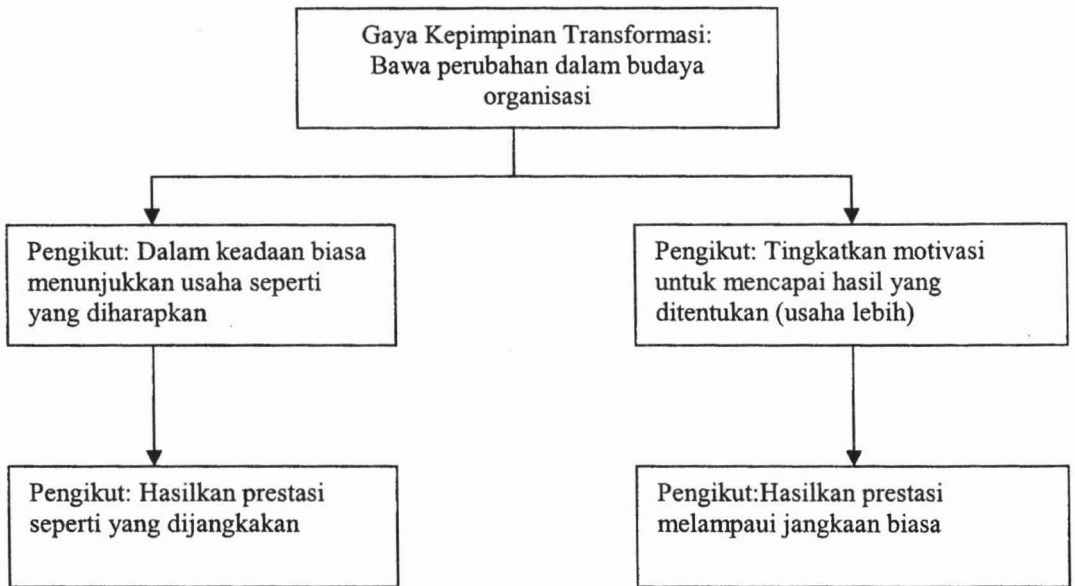 Gaya Kepimpinan Transformasi:
Bawa perubahan dalam budaya
organisasi
Pengikut: Dalam keadaan biasa
menunjukkan usaha seperti
yang diharapkan
Pengikut: Tingkatkan motivasi
untuk mencapai hasil yang
ditentukan (usaha lebih)
Pengikut: Hasilkan prestasi
seperti yang dijangkakan
Pengikut:Hasilkan prestasi
melampaui jangkaan biasa